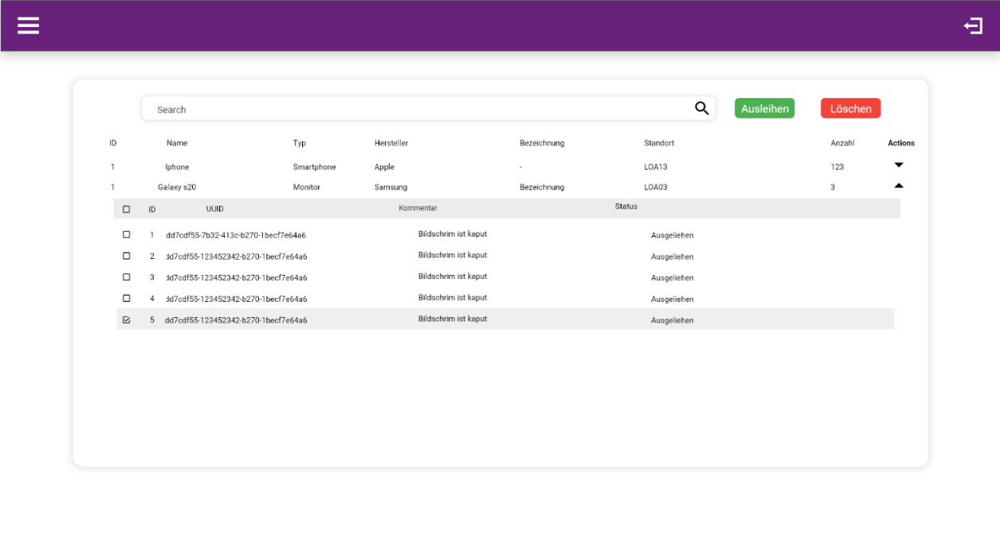 Search Ausleihen Löschen
ID Name Typ Hersteller Bezeichnung Standort Anzahl Actions
1 Iphone Smartphone Apple - LOA13 123
1 Galaxy s20 Monitor Samsung Bezeichnung LOA03 3
ID UUID Kommentar Status
1 dd7cdf55-7b32-413c-b270-1becf7e64a6 Bildschrim ist kaput Ausgeliehen
2 dd7cdf55-123452342-b270-1becf7e64a6 Bildschrim ist kaput Ausgeliehen
3 dd7cdf55-123452342-b270-1becf7e64a6 Bildschrim ist kaput Ausgeliehen
4 dd7cdf55-123452342-b270-1becf7e64a6 Bildschrim ist kaput Ausgeliehen
5 dd7cdf55-123452342-b270-1becf7e64a6 Bildschrim ist kaput Ausgeliehen